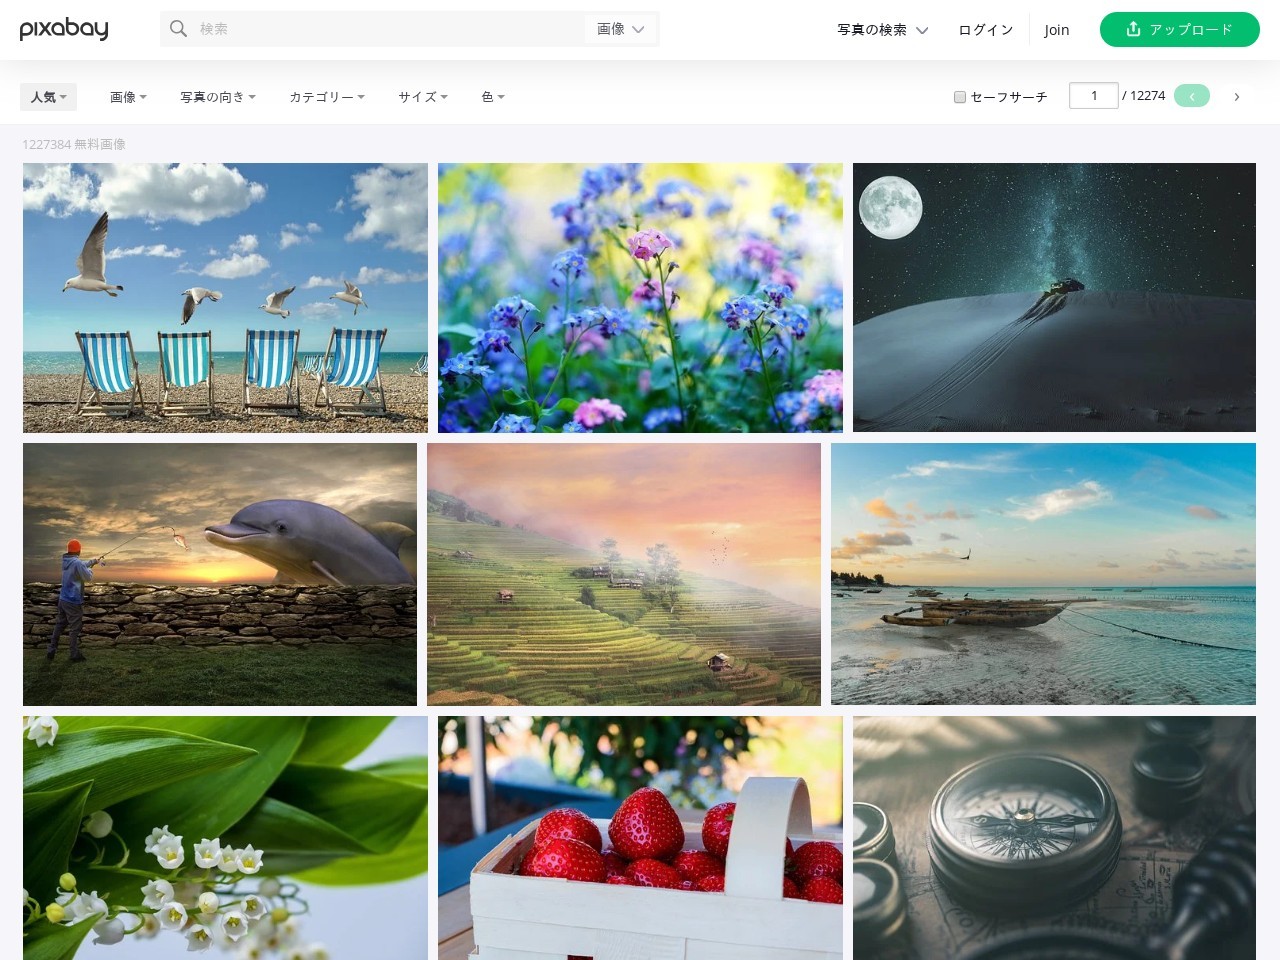 pixabay
検索
画像
写真の検索
ログイン
Join
アップロード
人気
画像
写真の向き
カテゴリー
サイズ
色
セーフサーチ
1 / 12274
1227384 無料画像